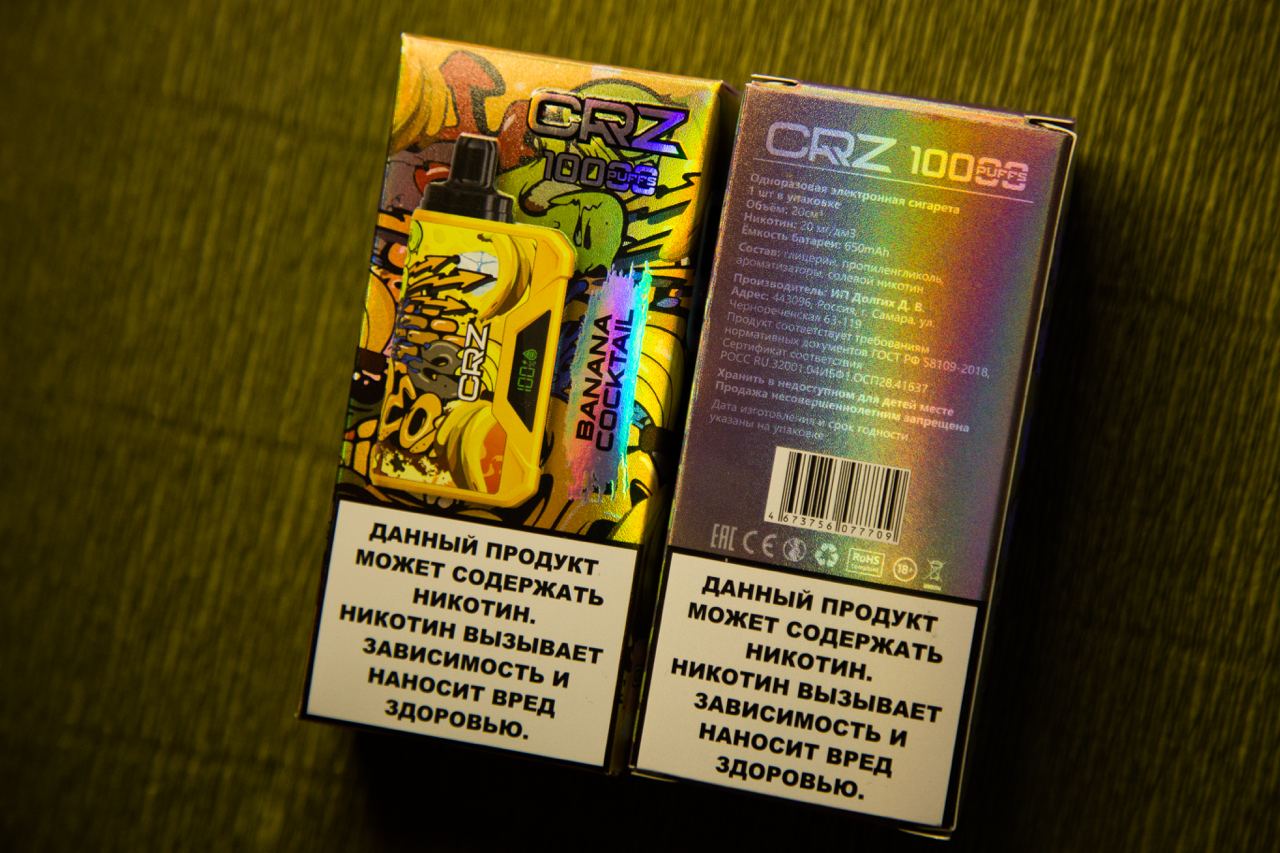 CRZ
10000
PUFFS
CRZ
100%
BANANA
COCKTAIL
ДАННЫЙ ПРОДУКТ
МОЖЕТ СОДЕРЖАТЬ
НИКОТИН.
НИКОТИН ВЫЗЫВАЕТ
ЗАВИСИМОСТЬ И
НАНОСИТ ВРЕД
ЗДОРОВЬЮ.
CRZ 10000
PUFFS
Одноразовая электронная сигарета
1 шт в упаковке
Объём: 20см³
Никотин: 20 мг/дм3
Ёмкость батареи: 650mAh
Состав: глицерин, пропиленгликоль,
ароматизаторы, солевой никотин
Производитель: ИП Долгих Д. В.
Адрес: 443096, Россия, г. Самара, ул.
Чернореченская 63-119
Продукт соответствует требованиям
нормативных документов ГОСТ РФ 58109-2018,
Сертификат соответствия
РОСС RU.32001.04ИБФ1.ОСП28.41637
Хранить в недоступном для детей месте
Продажа несовершеннолетним запрещена
Дата изготовления и срок годности
указаны на упаковке
4 673756 077709
EAC CE RoHS 18+
compliant
ДАННЫЙ ПРОДУКТ
МОЖЕТ СОДЕРЖАТЬ
НИКОТИН.
НИКОТИН ВЫЗЫВАЕТ
ЗАВИСИМОСТЬ И
НАНОСИТ ВРЕД
ЗДОРОВЬЮ.